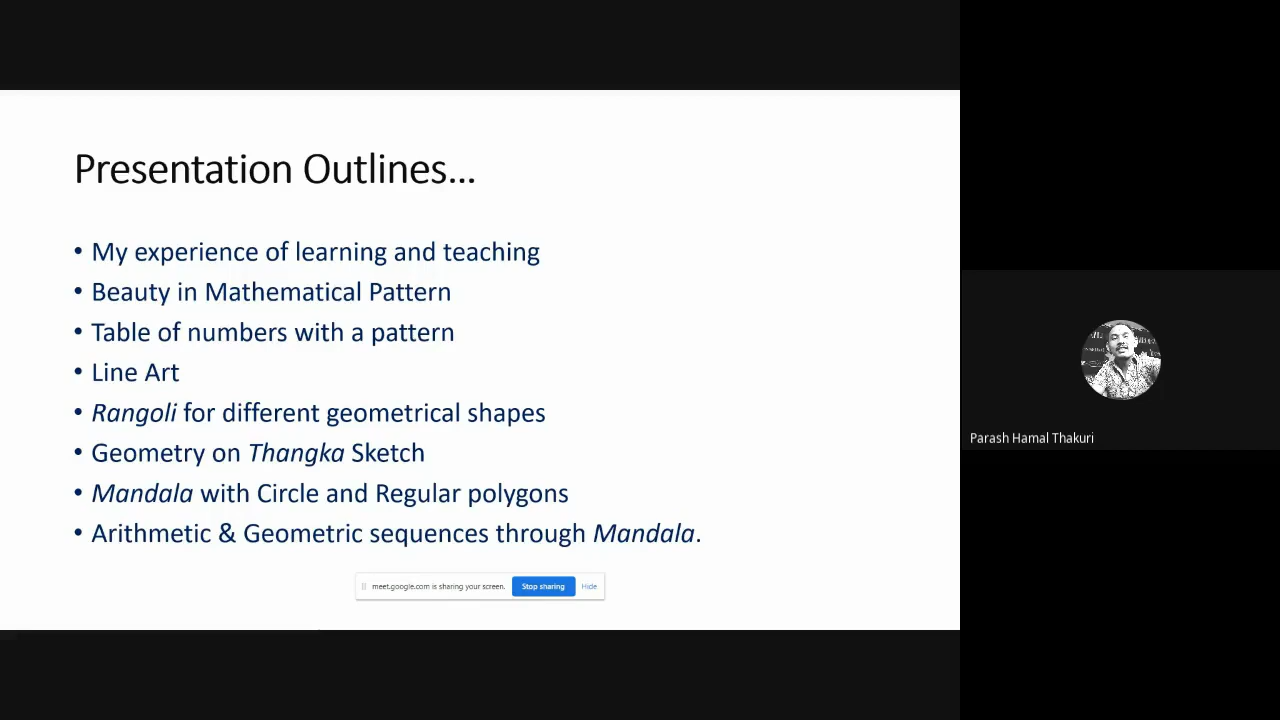 Presentation Outlines...
• My experience of learning and teaching
• Beauty in Mathematical Pattern
• Table of numbers with a pattern
• Line Art
• Rangoli for different geometrical shapes
• Geometry on Thangka Sketch
• Mandala with Circle and Regular polygons
• Arithmetic & Geometric sequences through Mandala.
meet.google.com is sharing your screen. Stop sharing Hide
Parash Hamal Thakuri